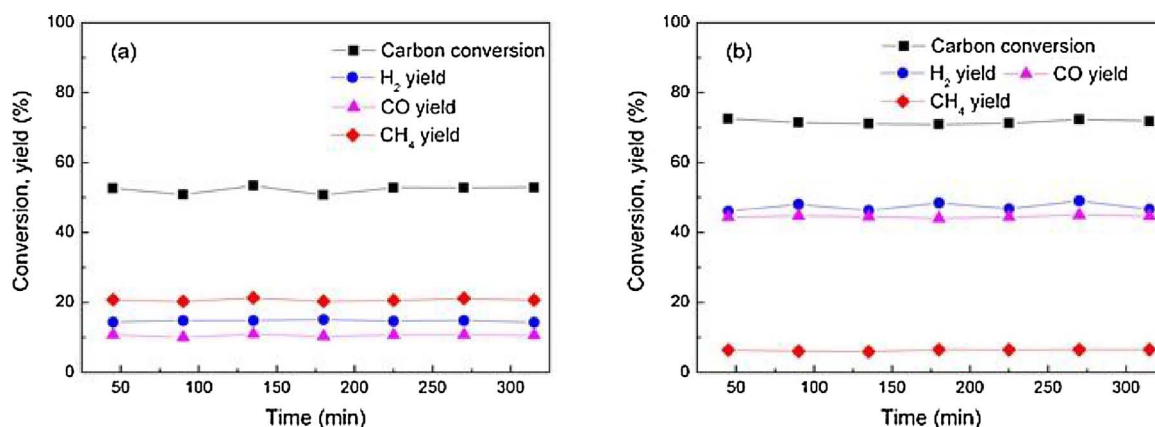 (a)
Carbon conversion
H₂ yield
CO yield
CH₄ yield
Conversion, yield (%)
100
80
60
40
20
0
50 100 150 200 250 300
Time (min)
(b)
Carbon conversion
H₂ yield CO yield
CH₄ yield
Conversion, yield (%)
100
80
60
40
20
0
50 100 150 200 250 300
Time (min)